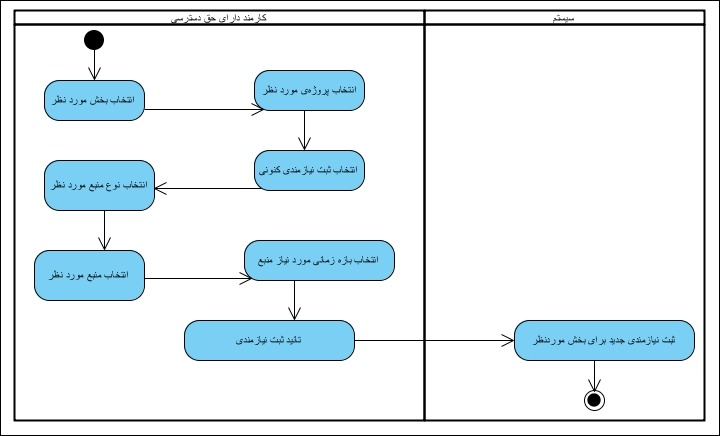 کارمند دارای حق دسترسی
سیستم
انتخاب بخش مورد نظر
انتخاب پروژه‌ی مورد نظر
انتخاب ثبت نیازمندی کنونی
انتخاب نوع منبع مورد نظر
انتخاب منبع مورد نظر
انتخاب بازه زمانی مورد نیاز منبع
تائید ثبت نیازمندی
ثبت نیازمندی جدید برای بخش موردنظر